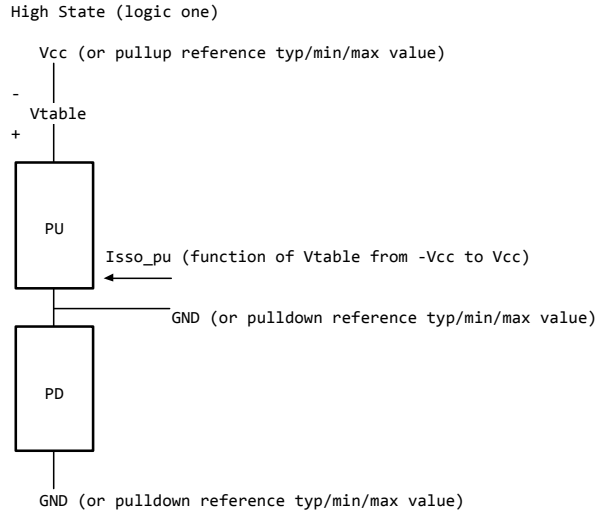 High State (logic one)
Vcc (or pullup reference typ/min/max value)
-
Vtable
+
PU
Isso_pu (function of Vtable from -Vcc to Vcc)
GND (or pulldown reference typ/min/max value)
PD
GND (or pulldown reference typ/min/max value)